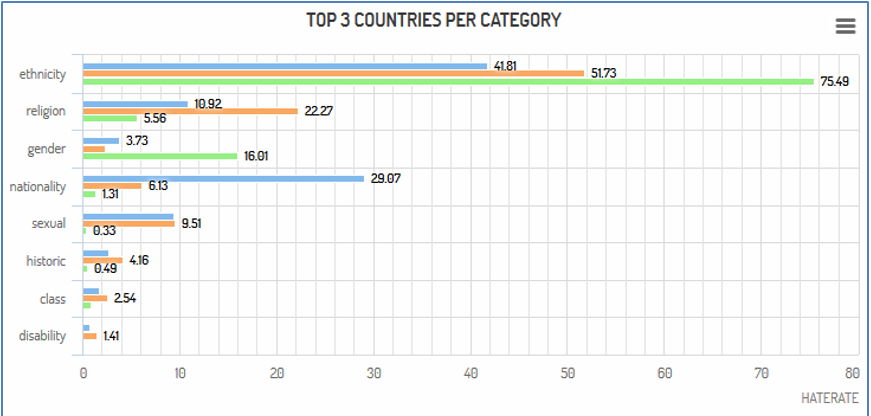 TOP 3 COUNTRIES PER CATEGORY
ethnicity
41.81
51.73
75.49
religion
10.92
22.27
5.56
gender
3.73
16.01
nationality
29.07
6.13
1.31
sexual
9.51
0.33
historic
4.16
0.49
class
2.54
disability
1.41
0 10 20 30 40 50 60 70 80
HATERATE